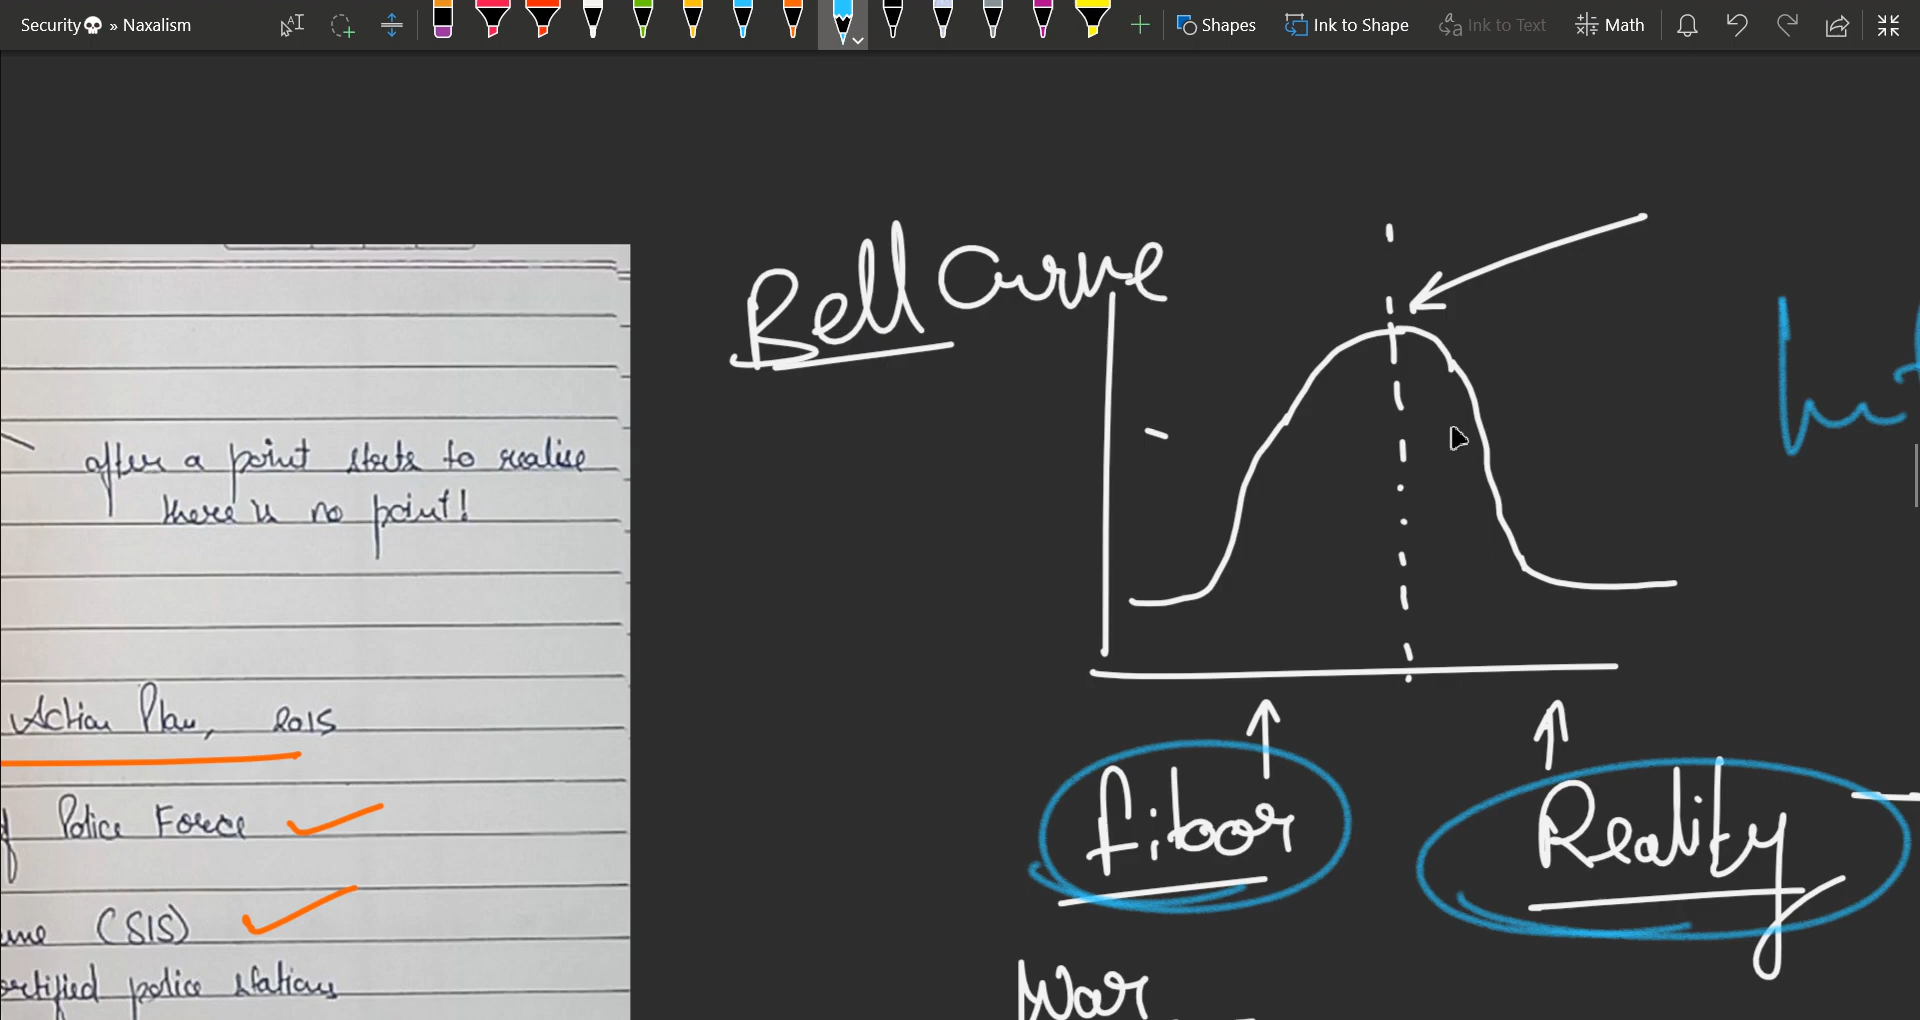 Security💀 » Naxalism
Shapes
Ink to Shape
Ink to Text
Math
Bell Curve
after a point starts to realise
there is no point!
Action Plan, 2015
Police Force
(SIS)
police stations
Reality
War